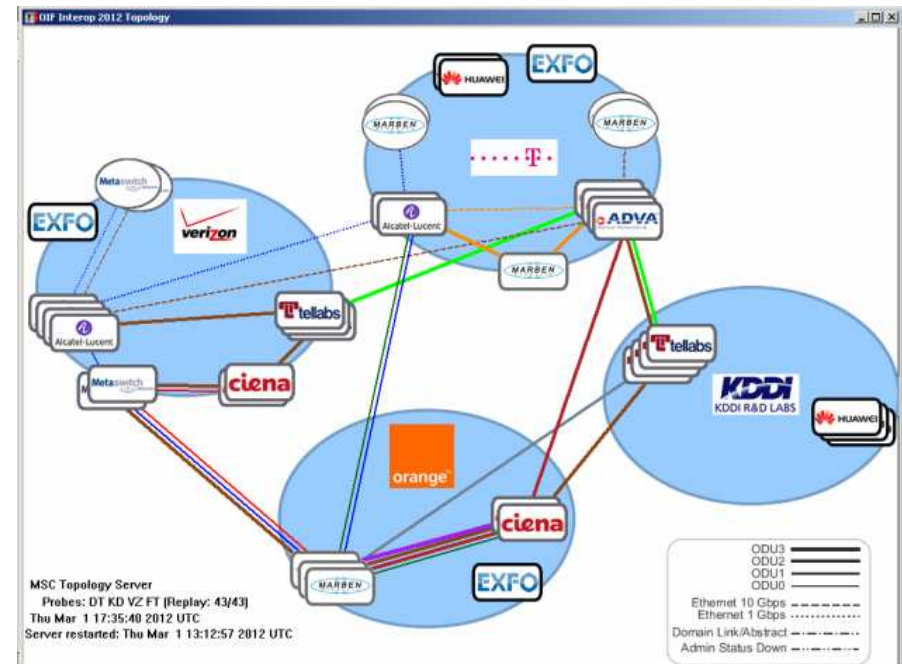 OIF Interop 2012 Topology
EXFO
HUAWEI
MARBEN
MARBEN
T
Metaswitch
EXFO
verizon
Alcatel-Lucent
ADVA
MARBEN
tellabs
Alcatel-Lucent
tellabs
Metaswitch
ciena
KDDI
KDDI R&D LABS
HUAWEI
orange
ciena
MARBEN
EXFO
ODU3
ODU2
ODU1
ODU0
Ethernet 10 Gbps
Ethernet 1 Gbps
Domain Link/Abstract
Admin Status Down
MSC Topology Server
Probes: DT KD VZ FT (Replay: 43/43)
Thu Mar 1 17:35:40 2012 UTC
Server restarted: Thu Mar 1 13:12:57 2012 UTC